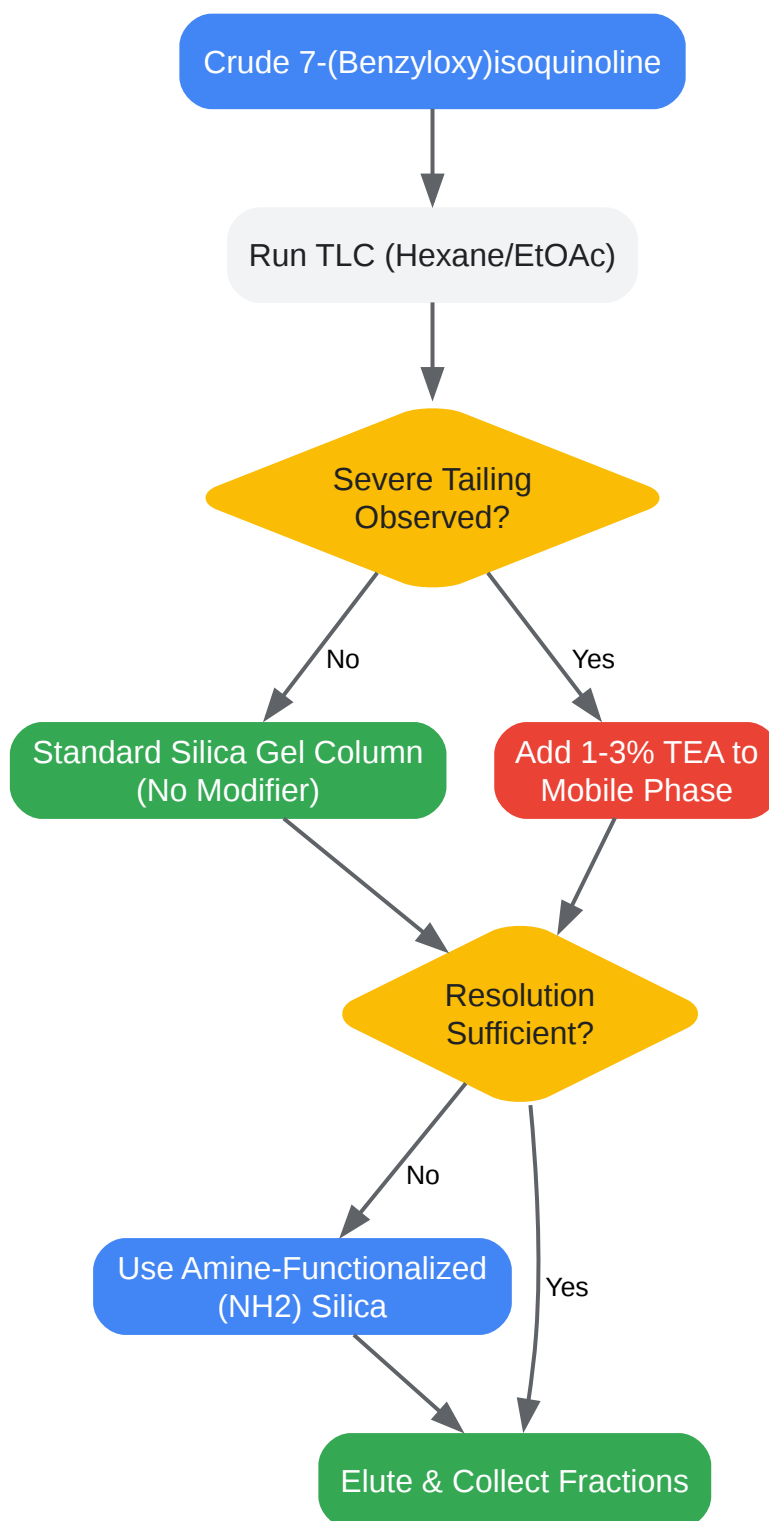 Crude 7-(Benzyloxy)isoquinoline
Run TLC (Hexane/EtOAc)
Severe Tailing
Observed?
No
Yes
Standard Silica Gel Column
(No Modifier)
Add 1-3% TEA to
Mobile Phase
Resolution
Sufficient?
No
Yes
Use Amine-Functionalized
(NH2) Silica
Elute & Collect Fractions